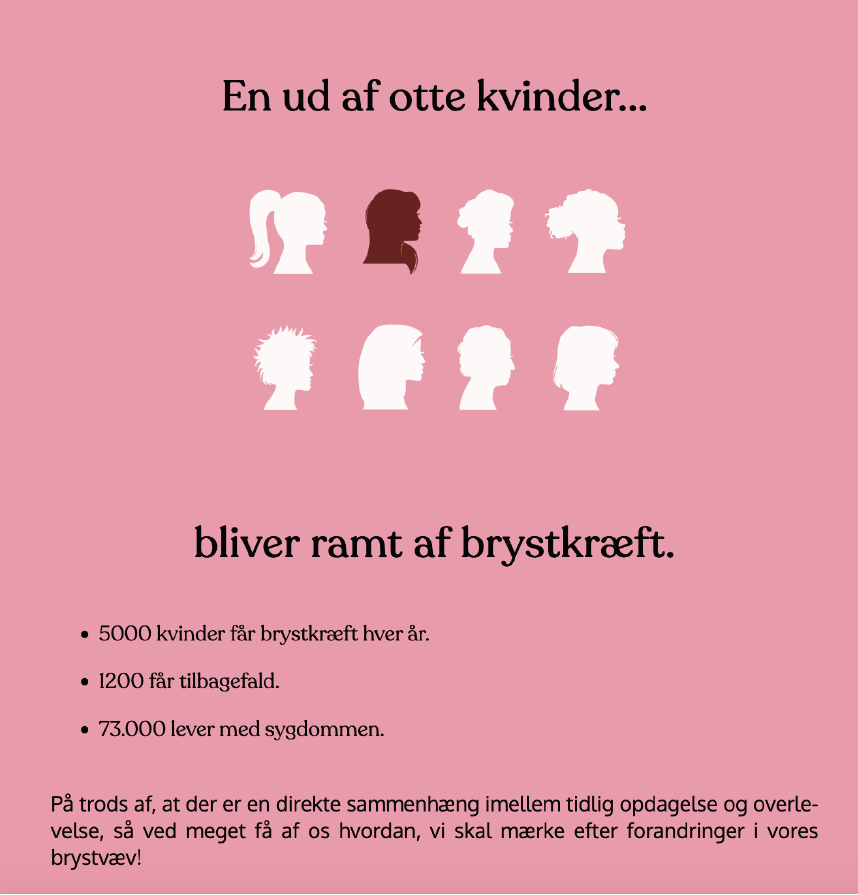 En ud af otte kvinder...
bliver ramt af brystkræft.
• 5000 kvinder får brystkræft hver år.
• 1200 får tilbagefald.
• 73.000 lever med sygdommen.
På trods af, at der er en direkte sammenhæng imellem tidlig opdagelse og overle-
velse, så ved meget få af os hvordan, vi skal mærke efter forandringer i vores
brystvæv!